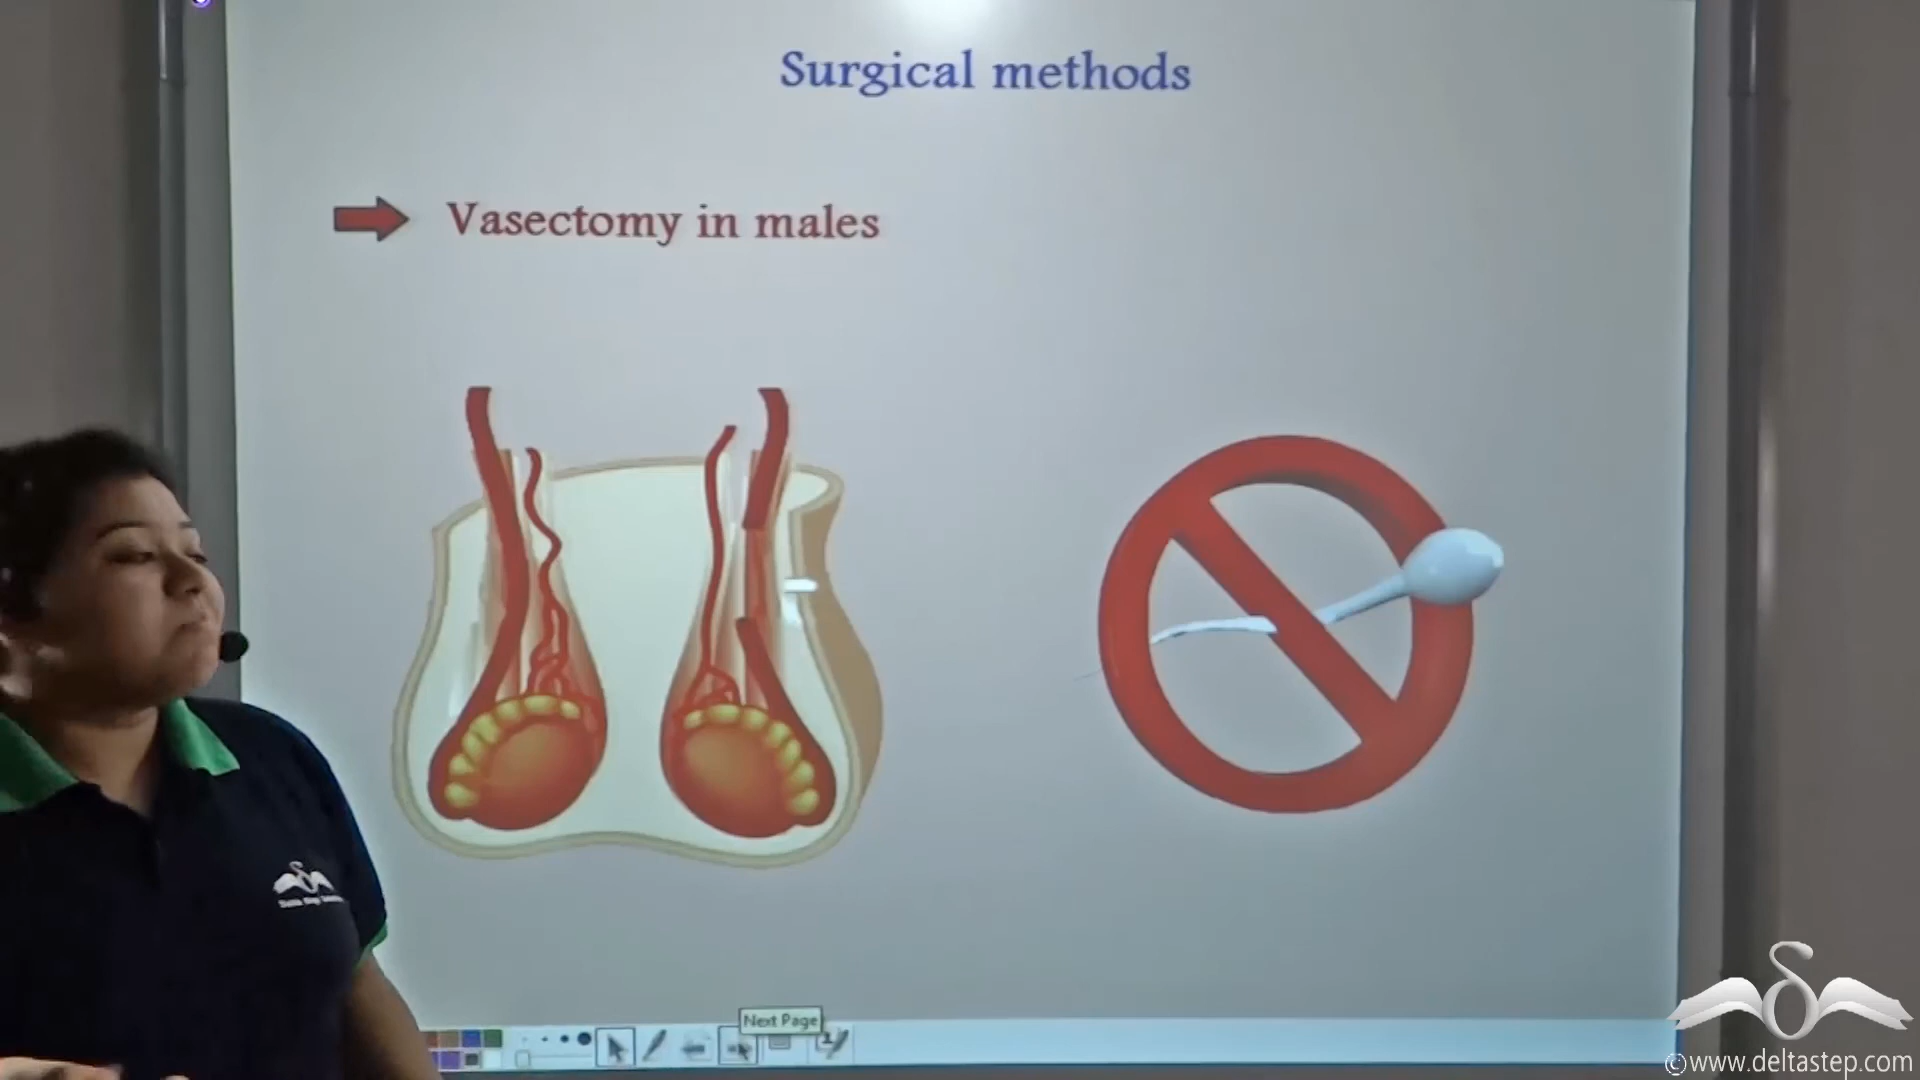 Surgical methods
Vasectomy in males
Next Page
©www.deltastep.com